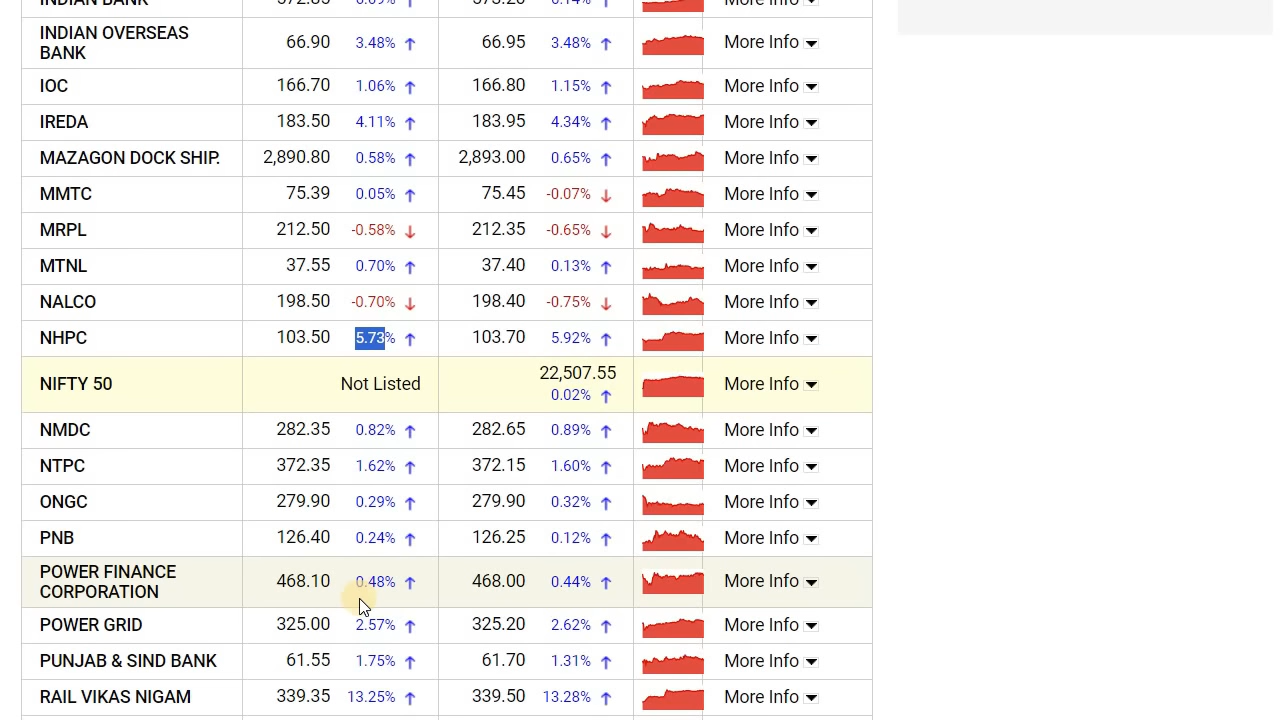 INDIAN BANK
More Info
INDIAN OVERSEAS
BANK 66.90 3.48% ↑ 66.95 3.48% ↑ More Info
IOC 166.70 1.06% ↑ 166.80 1.15% ↑ More Info
IREDA 183.50 4.11% ↑ 183.95 4.34% ↑ More Info
MAZAGON DOCK SHIP. 2,890.80 0.58% ↑ 2,893.00 0.65% ↑ More Info
MMTC 75.39 0.05% ↑ 75.45 -0.07% ↓ More Info
MRPL 212.50 -0.58% ↓ 212.35 -0.65% ↓ More Info
MTNL 37.55 0.70% ↑ 37.40 0.13% ↑ More Info
NALCO 198.50 -0.70% ↓ 198.40 -0.75% ↓ More Info
NHPC 103.50 5.73% ↑ 103.70 5.92% ↑ More Info
NIFTY 50 Not Listed 22,507.55 More Info
0.02% ↑
NMDC 282.35 0.82% ↑ 282.65 0.89% ↑ More Info
NTPC 372.35 1.62% ↑ 372.15 1.60% ↑ More Info
ONGC 279.90 0.29% ↑ 279.90 0.32% ↑ More Info
PNB 126.40 0.24% ↑ 126.25 0.12% ↑ More Info
POWER FINANCE
CORPORATION 468.10 0.48% ↑ 468.00 0.44% ↑ More Info
POWER GRID 325.00 2.57% ↑ 325.20 2.62% ↑ More Info
PUNJAB & SIND BANK 61.55 1.75% ↑ 61.70 1.31% ↑ More Info
RAIL VIKAS NIGAM 339.35 13.25% ↑ 339.50 13.28% ↑ More Info